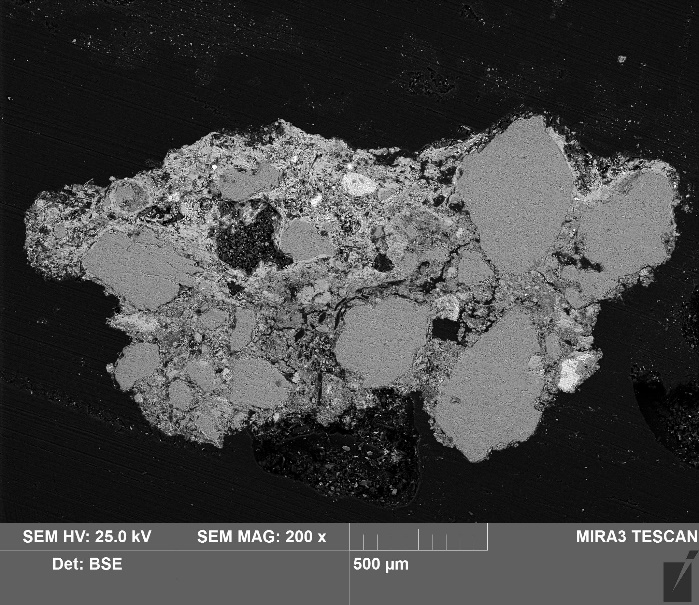 SEM HV: 25.0 kV SEM MAG: 200 x MIRA3 TESCAN
Det: BSE 500 µm